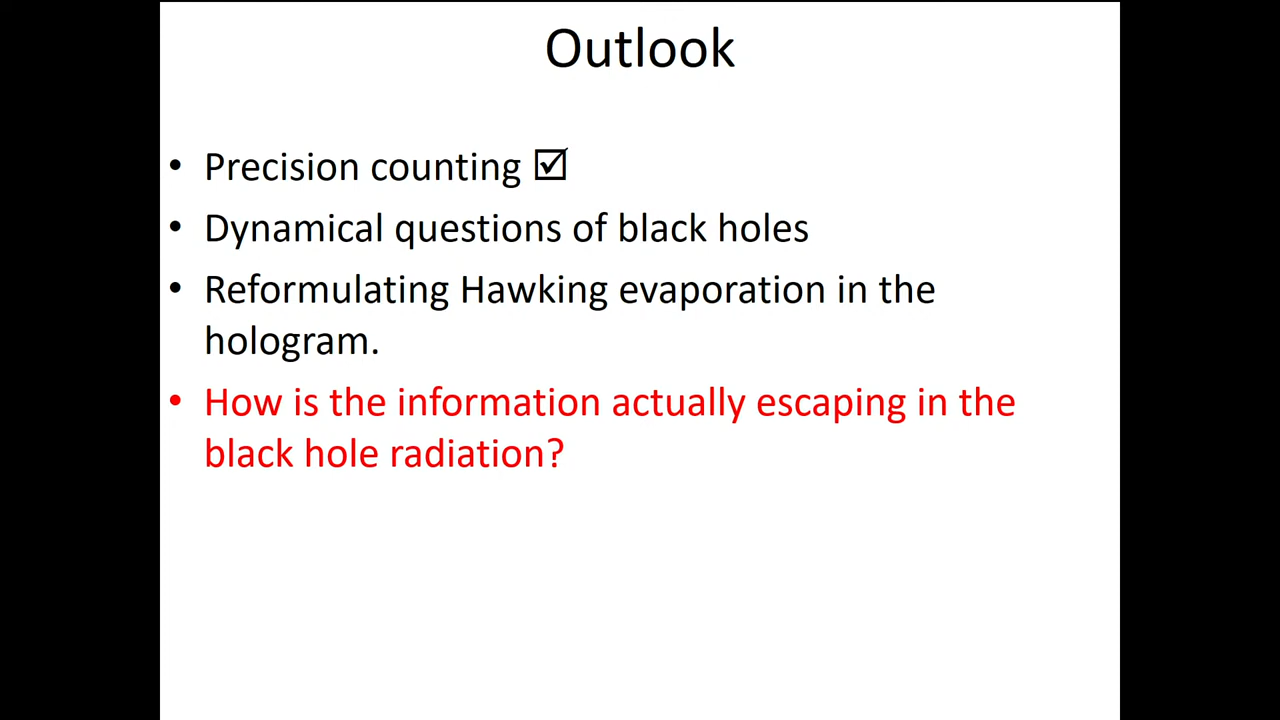 Outlook
• Precision counting ☑
• Dynamical questions of black holes
• Reformulating Hawking evaporation in the
hologram.
• How is the information actually escaping in the
black hole radiation?